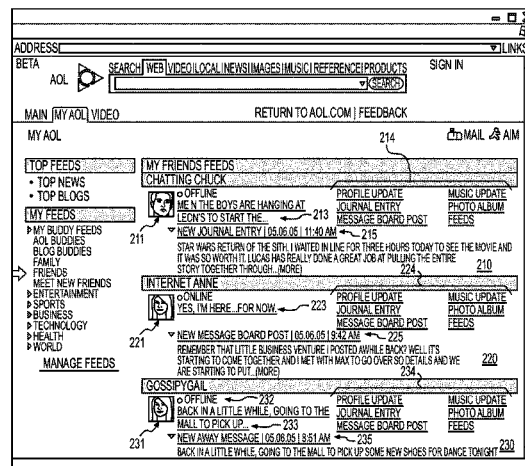 ADDRESS LINKS
BETA
AOL
SEARCH WEB VIDEO LOCAL NEWS IMAGES MUSIC REFERENCE PRODUCTS
SIGN IN
SEARCH
MAIN MY AOL VIDEO
RETURN TO AOL.COM | FEEDBACK
MY AOL
214
MAIL AIM
TOP FEEDS
• TOP NEWS
• TOP BLOGS
MY FEEDS
MY BUDDY FEEDS
AOL BUDDIES
BLOG BUDDIES
FAMILY
FRIENDS
MEET NEW FRIENDS
ENTERTAINMENT
SPORTS
BUSINESS
TECHNOLOGY
HEALTH
WORLD
MANAGE FEEDS
MY FRIENDS FEEDS
CHATTING CHUCK
OFFLINE
ME N THE BOYS ARE HANGING AT
LEON'S TO START THE...
213
PROFILE UPDATE MUSIC UPDATE
JOURNAL ENTRY PHOTO ALBUM
MESSAGE BOARD POST FEEDS
211
NEW JOURNAL ENTRY | 05.06.05 | 11:40 AM
215
STAR WARS RETURN OF THE SITH. I WAITED IN LINE FOR THREE HOURS TODAY TO SEE THE MOVIE AND
IT WAS SO WORTH IT. LUCAS HAS REALLY DONE A GREAT JOB AT PULLING THE ENTIRE
STORY TOGETHER THROUGH...(MORE)
224
210
INTERNET ANNE
ONLINE
YES, I'M HERE...FOR NOW.
223
PROFILE UPDATE MUSIC UPDATE
JOURNAL ENTRY PHOTO ALBUM
MESSAGE BOARD POST FEEDS
221
NEW MESSAGE BOARD POST | 05.06.05 | 9:42 AM
225
REMEMBER THAT LITTLE BUSINESS VENTURE I POSTED AWHILE BACK? WELL IT'S
STARTING TO COME TOGETHER AND I MET WITH MAX TO GO OVER SO DETAILS AND WE
ARE STARTING TO PUT...(MORE)
234
220
GOSSIPYGAIL
OFFLINE
232
BACK IN A LITTLE WHILE, GOING TO THE
MALL TO PICK UP...
233
PROFILE UPDATE MUSIC UPDATE
JOURNAL ENTRY PHOTO ALBUM
MESSAGE BOARD POST FEEDS
231
NEW AWAY MESSAGE | 05.06.05 | 9:51 AM
235
230
BACK IN A LITTLE WHILE, GOING TO THE MALL TO PICK UP SOME NEW SHOES FOR DANCE TONIGHT